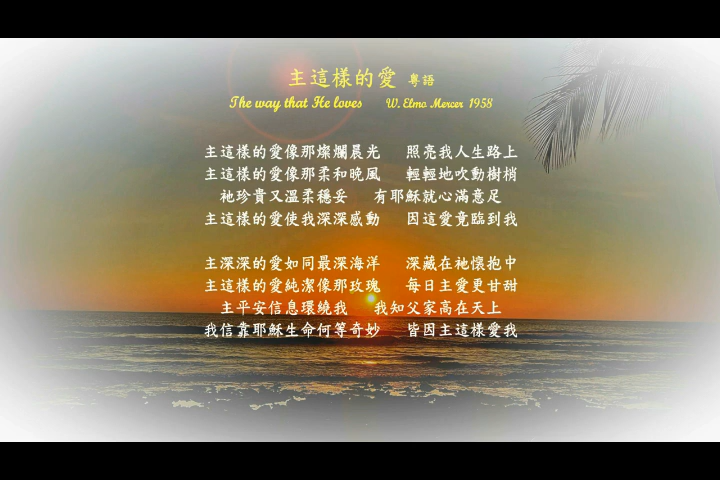 主這樣的愛 粵語
The way that He loves W. Elmo Mercer 1958
主這樣的愛像那燦爛晨光 照亮我人生路上
主這樣的愛像那柔和晚風 輕輕地吹動樹梢
祂珍貴又溫柔穩妥 有耶穌就心滿意足
主這樣的愛使我深深感動 因這愛竟臨到我
主深深的愛如同最深海洋 深藏在祂懷抱中
主這樣的愛純潔像那玫瑰 每日主愛更甘甜
主平安信息環繞我 我知父家高在天上
我信靠耶穌生命何等奇妙 皆因主這樣愛我